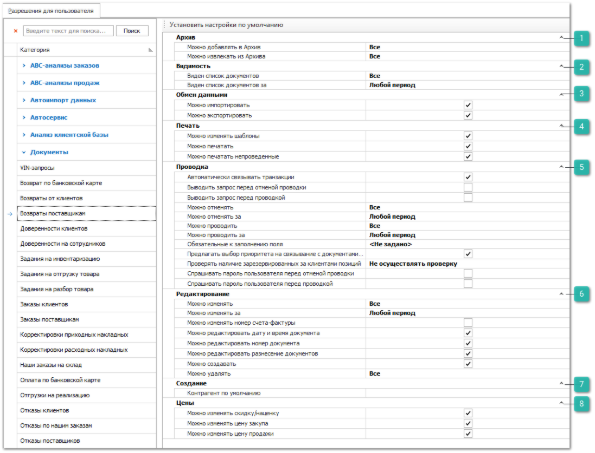 Разрешения для пользователя
Введите текст для поиска...
Поиск
Категория
ABC-анализы заказов
ABC-анализы продаж
Автоимпорт данных
Автосервис
Анализ клиентской базы
Документы
VIN-запросы
Возврат по банковской карте
Возвраты от клиентов
Возвраты поставщикам
Доверенности клиентов
Доверенности на сотрудников
Задания на инвентаризацию
Задания на отгрузку товара
Задания на разбор товара
Заказы клиентов
Заказы поставщикам
Корректировки приходных накладных
Корректировки расходных накладных
Наши заказы на склад
Оплата по банковской карте
Отгрузки на реализацию
Отказы клиентов
Отказы по нашим заказам
Отказы поставщиков
Установить настройки по умолчанию
Архив 1
Можно добавлять в Архив Все
Можно извлекать из Архива Все
Видимость 2
Виден список документов Все
Виден список документов за Любой период
Обмен данными 3
Можно импортировать
Можно экспортировать
Печать 4
Можно изменять шаблоны
Можно печатать
Можно печатать непроведенные
Проводка 5
Автоматически связывать транзакции
Выводить запрос перед отменой проводки
Выводить запрос перед проводкой
Можно отменять Все
Можно отменять за Любой период
Можно проводить Все
Можно проводить за Любой период
Обязательные к заполнению поля <Не задано>
Предлагать выбор приоритета на связывание с документами...
Проверять наличие зарезервированных за клиентами позиций Не осуществлять проверку
Спрашивать пароль пользователя перед отменой проводки
Спрашивать пароль пользователя перед проводкой
Редактирование 6
Можно изменять Все
Можно изменять за Любой период
Можно изменять номер счета-фактуры
Можно редактировать дату и время документа
Можно редактировать номер документа
Можно редактировать разнесение документов
Можно создавать
Можно удалять Все
Создание 7
Контрагент по умолчанию
Цены 8
Можно изменять скидку/наценку
Можно изменять цену закупа
Можно изменять цену продажи